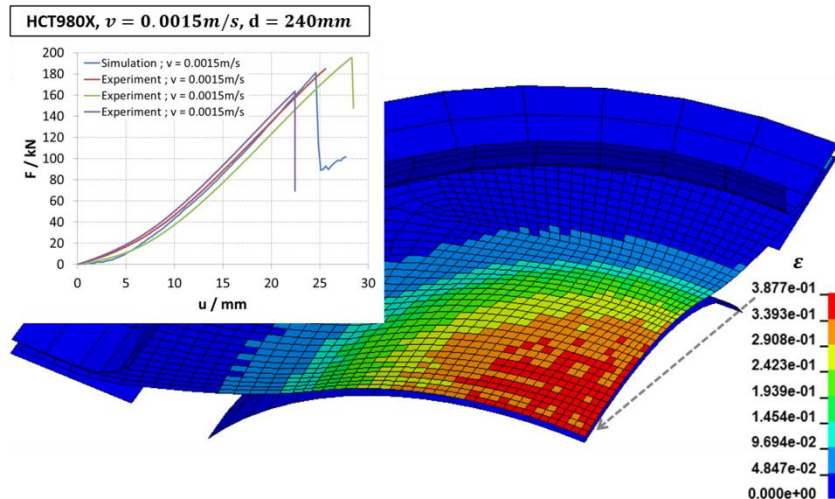 HCT980X, v = 0.0015m/s, d = 240mm
200
180
160
140
120
100
80
60
40
20
0
F / kN
Simulation ; v = 0.0015m/s
Experiment ; v = 0.0015m/s
Experiment ; v = 0.0015m/s
Experiment ; v = 0.0015m/s
0 5 10 15 20 25 30
u / mm
ε
3.877e-01
3.393e-01
2.908e-01
2.423e-01
1.939e-01
1.454e-01
9.694e-02
4.847e-02
0.000e+00